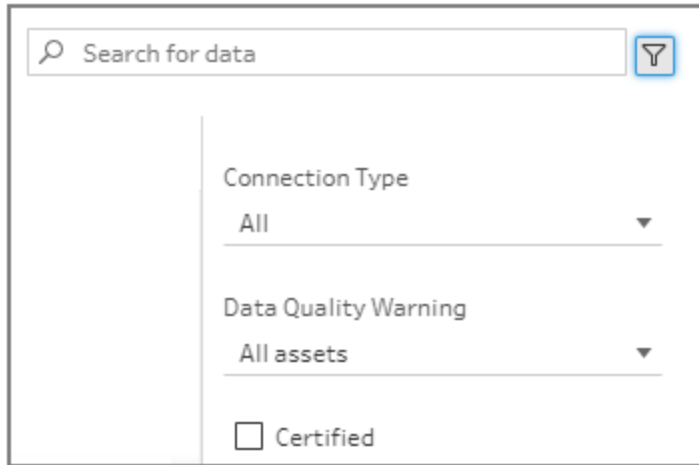 Search for data
Connection Type
All
Data Quality Warning
All assets
Certified